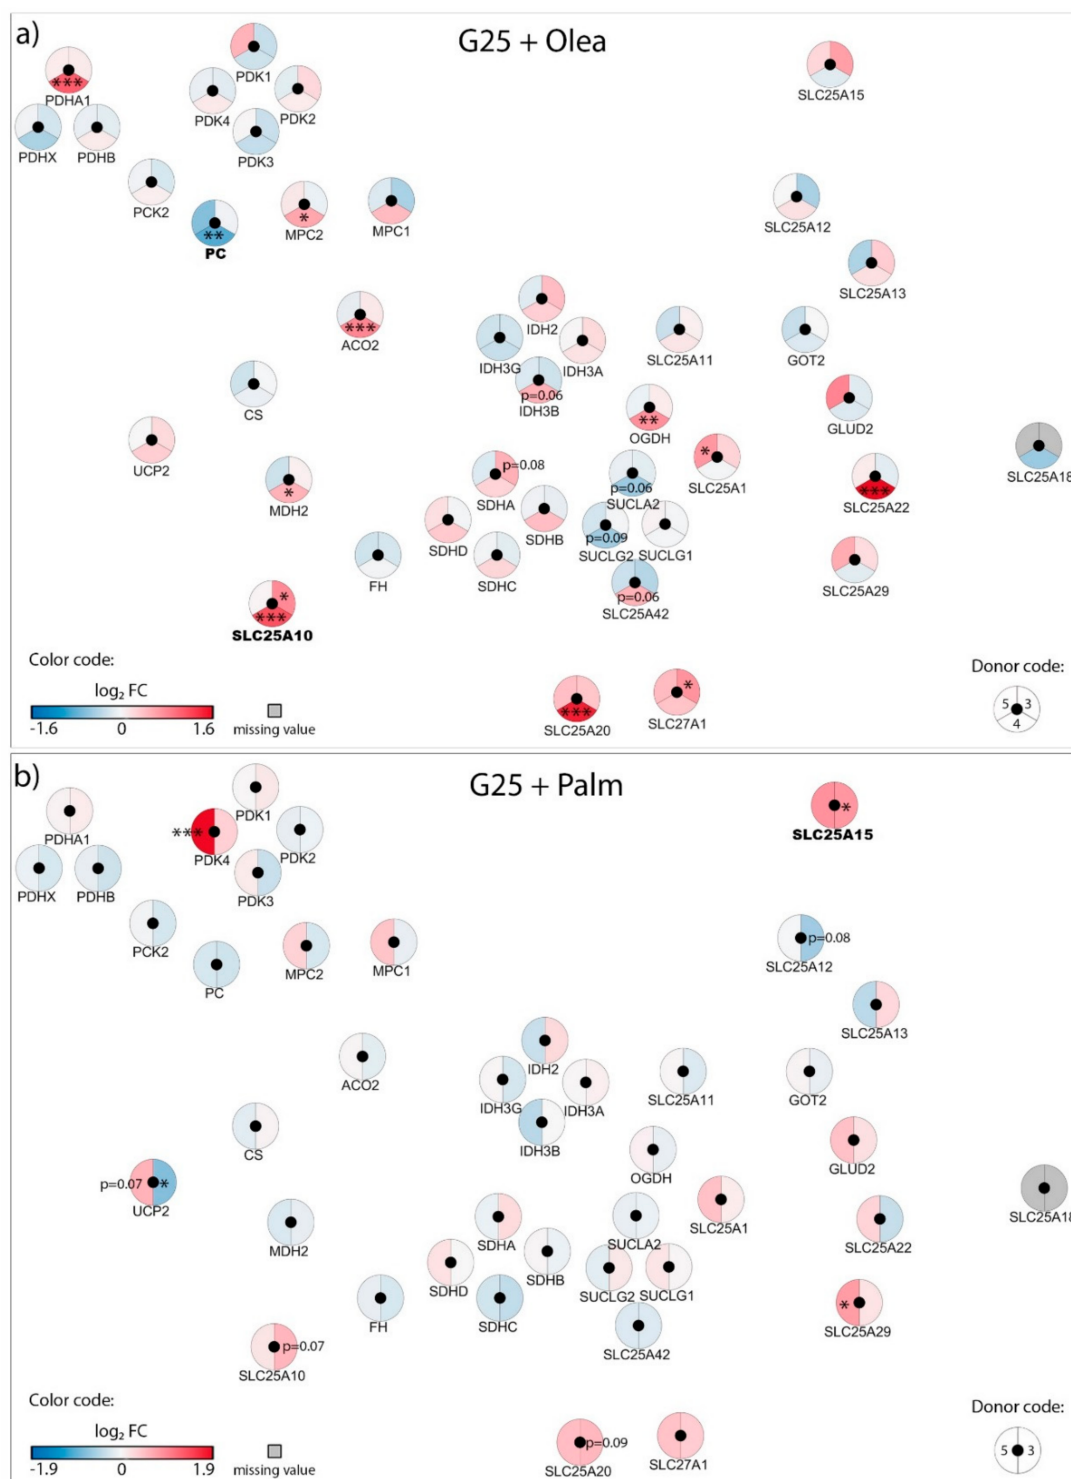 a)
G25 + Olea
PDHA1
***
PDHX
PDHB
PDK1
PDK4
PDK2
PDK3
SLC25A15
PCK2
PC
**
MPC2
*
MPC1
SLC25A12
SLC25A13
ACO2
***
IDH2
IDH3G
IDH3A
p=0.06
IDH3B
SLC25A11
GOT2
CS
OGDH
**
GLUD2
UCP2
MDH2
*
p=0.08
SDHA
p=0.06
SUCLA2
*
SLC25A1
***
SLC25A22
SLC25A18
SDHD
SDHB
p=0.09
SUCLG2
SUCLG1
FH
SDHC
p=0.06
SLC25A42
SLC25A29
*
***
SLC25A10
Color code:
log₂ FC
-1.6 0 1.6
missing value
***
SLC25A20
*
SLC27A1
Donor code:
5 3
4
b)
G25 + Palm
PDHA1
PDHX
PDHB
PDK1
***
PDK4
PDK2
PDK3
*
SLC25A15
PCK2
PC
MPC2
MPC1
p=0.08
SLC25A12
SLC25A13
ACO2
IDH2
IDH3G
IDH3A
IDH3B
SLC25A11
GOT2
CS
OGDH
GLUD2
p=0.07
*
UCP2
MDH2
SDHA
SUCLA2
SLC25A1
SLC25A22
SLC25A18
SDHD
SDHB
SUCLG2
SUCLG1
FH
SDHC
SLC25A42
*
SLC25A29
p=0.07
SLC25A10
Color code:
log₂ FC
-1.9 0 1.9
missing value
p=0.09
SLC25A20
SLC27A1
Donor code:
5 3